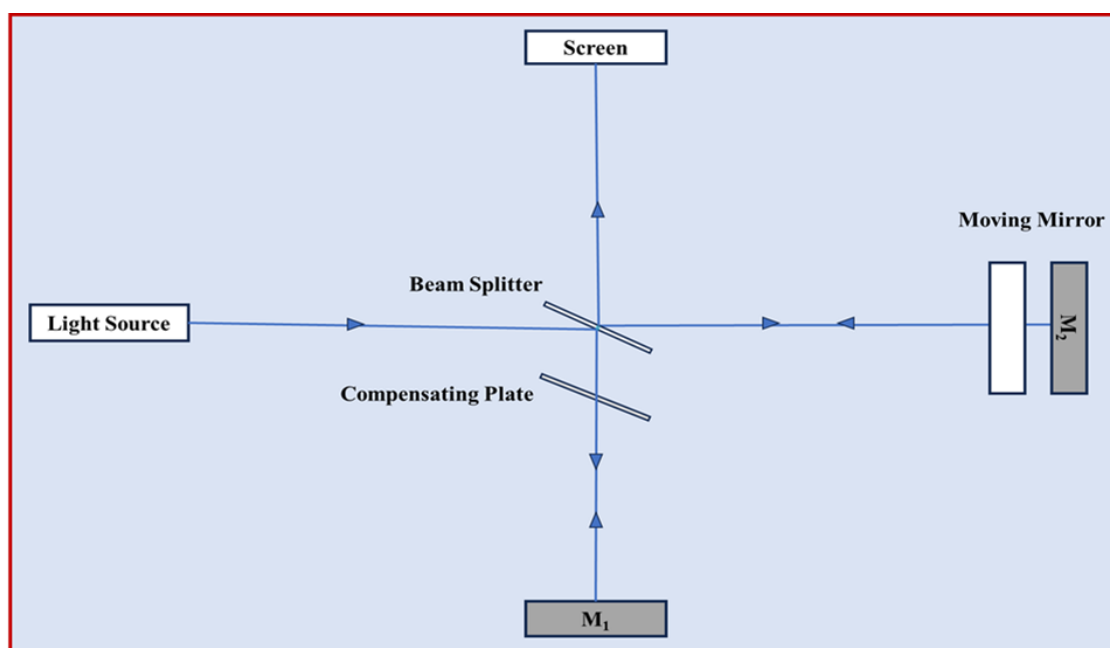 Screen
Moving Mirror
Beam Splitter
Light Source
M₂
Compensating Plate
M₁